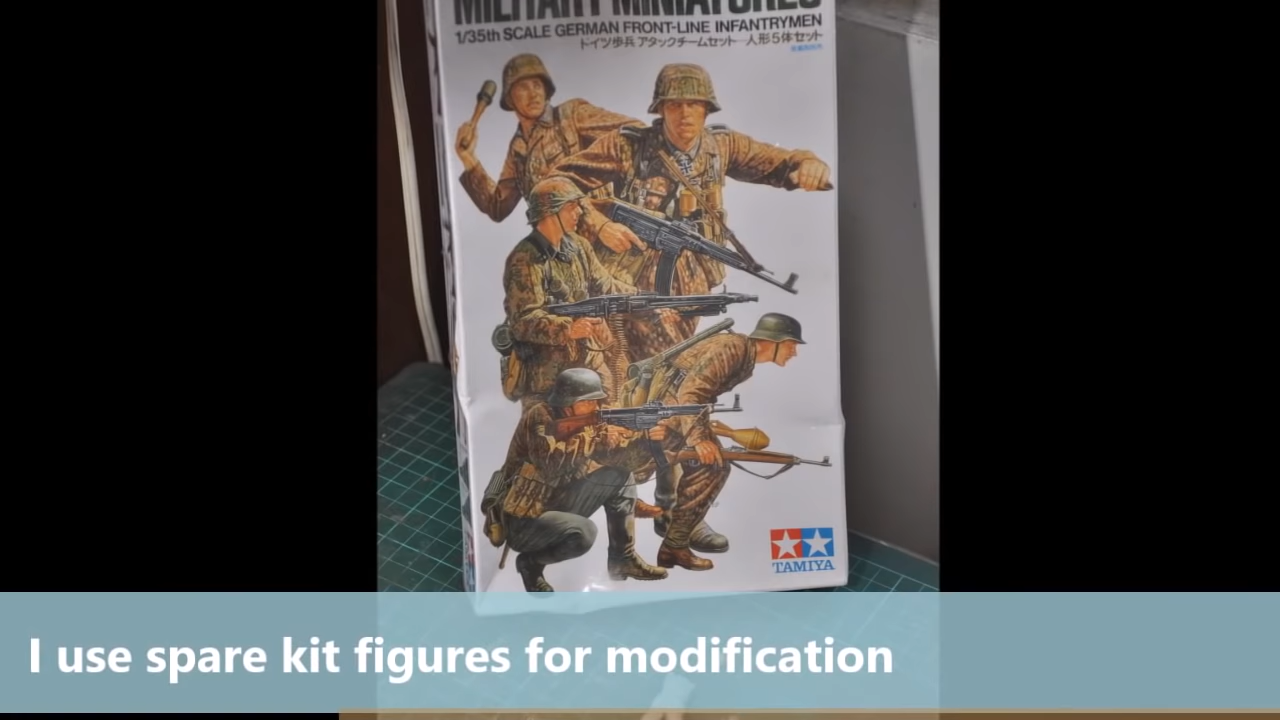 MILITARY MINIATURES
1/35th SCALE GERMAN FRONT-LINE INFANTRYMEN
ドイツ歩兵 アタックチームセット 人形5体セット
TAMIYA
I use spare kit figures for modification